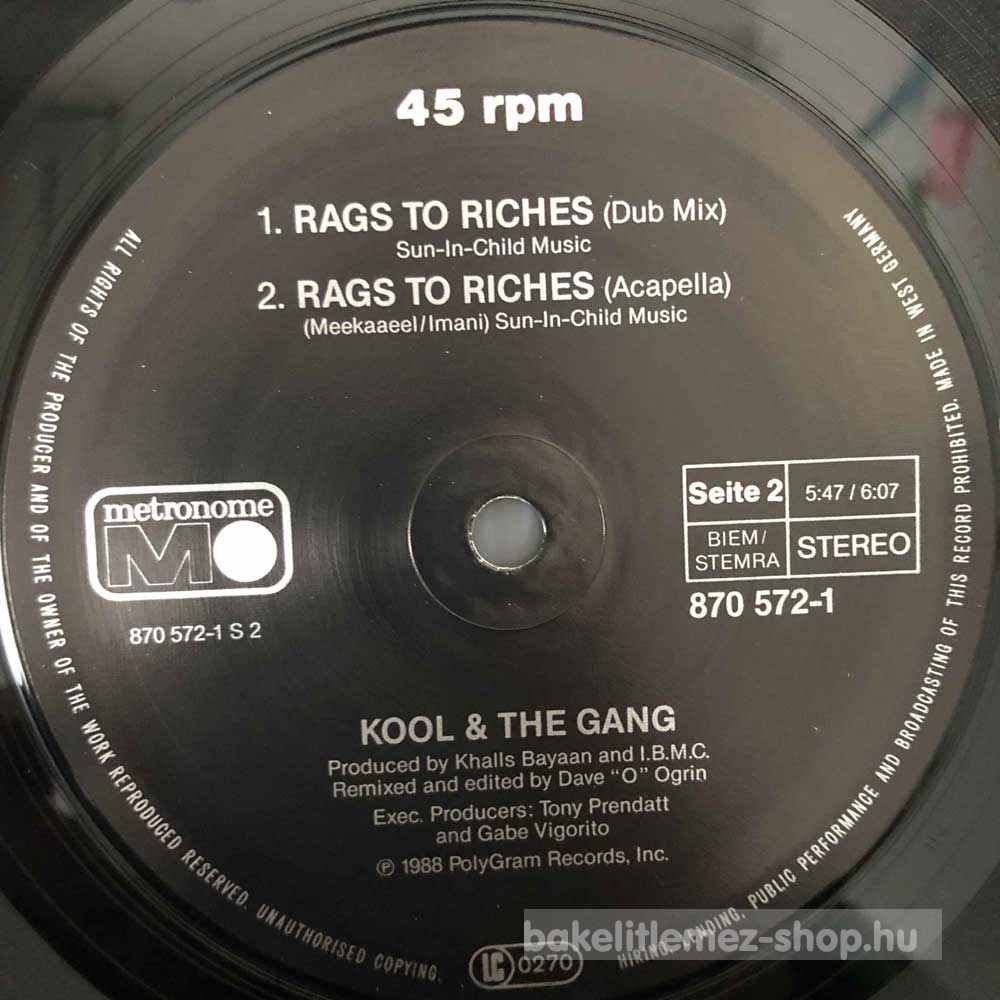 45 rpm
1. RAGS TO RICHES (Dub Mix)
Sun-In-Child Music
2. RAGS TO RICHES (Acapella)
(Meekaaeel/Imani) Sun-In-Child Music
metronome
M
870 572-1 S 2
Seite 2
5:47 / 6:07
BIEM/
STEMRA
STEREO
870 572-1
KOOL & THE GANG
Produced by Khalls Bayaan and I.B.M.C.
Remixed and edited by Dave "O" Ogrin
Exec. Producers: Tony Prendatt
and Gabe Vigorito
℗ 1988 PolyGram Records, Inc.
ALL RIGHTS OF THE PRODUCER AND OF THE OWNER OF THE WORK REPRODUCED RESERVED. UNAUTHORISED COPYING, HIRING, LENDING, PUBLIC PERFORMANCE AND BROADCASTING OF THIS RECORD PROHIBITED. MADE IN WEST GERMANY
LC 0270
bakelitlemez-shop.hu